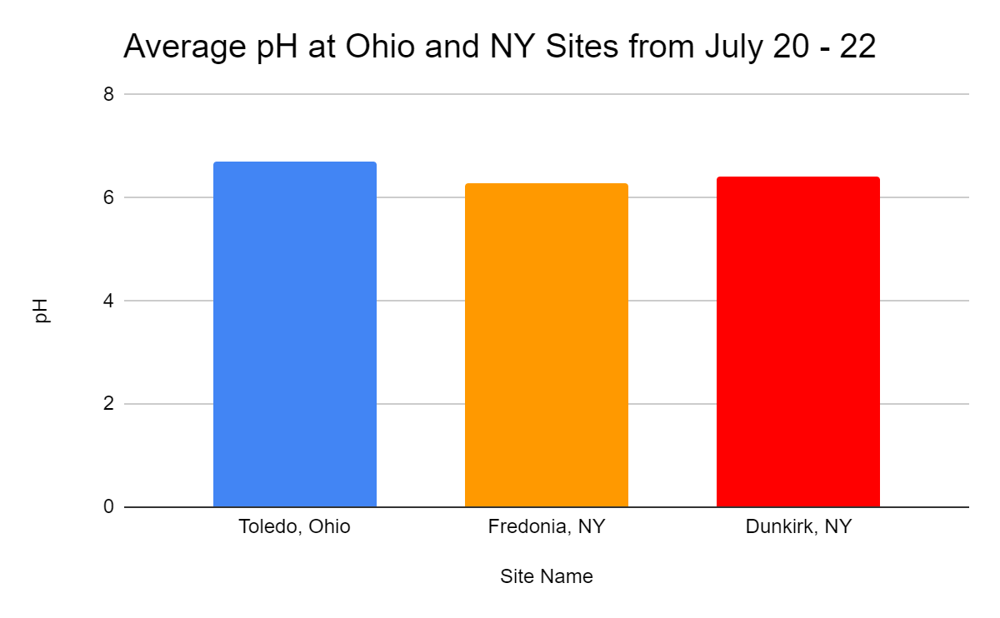 Average pH at Ohio and NY Sites from July 20 - 22
8
6
4
2
0
pH
Toledo, Ohio
Fredonia, NY
Dunkirk, NY
Site Name